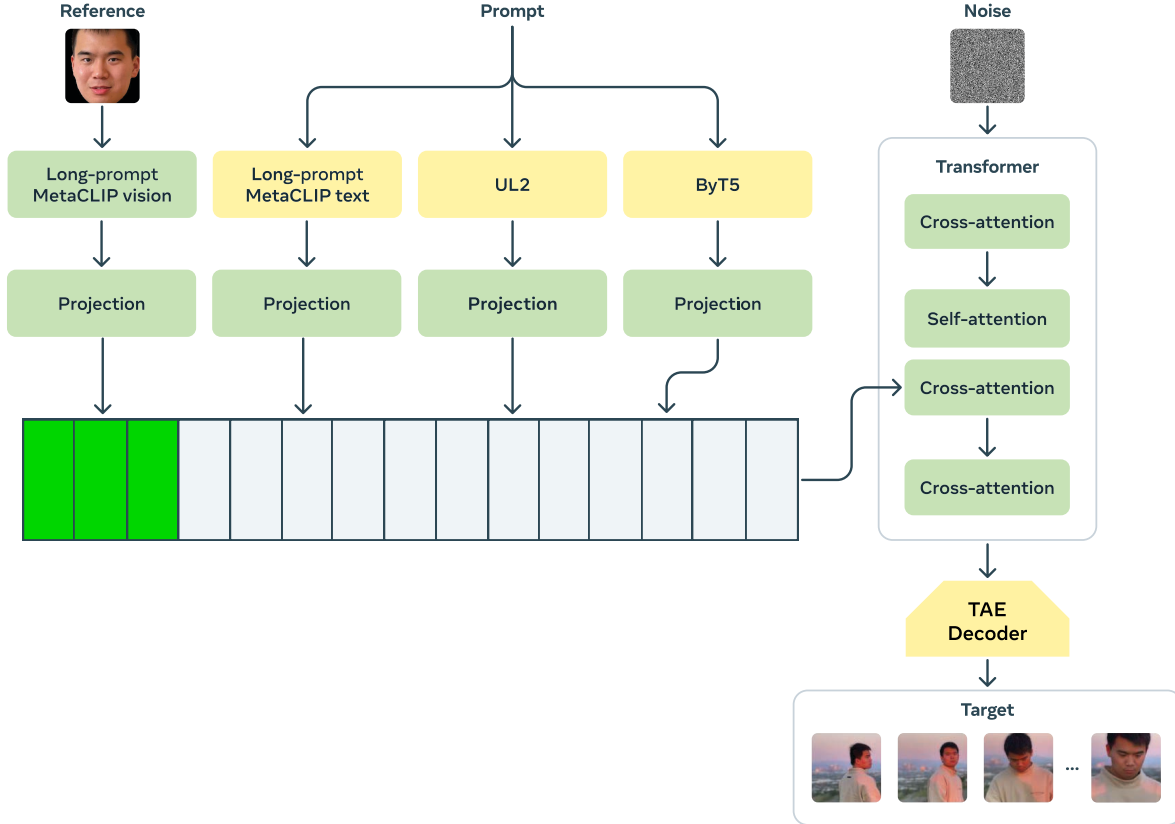 Reference
Prompt
Noise
Long-prompt
MetaCLIP vision
Long-prompt
MetaCLIP text
UL2
ByT5
Transformer
Cross-attention
Projection
Projection
Projection
Projection
Self-attention
Cross-attention
Cross-attention
TAE
Decoder
Target
...